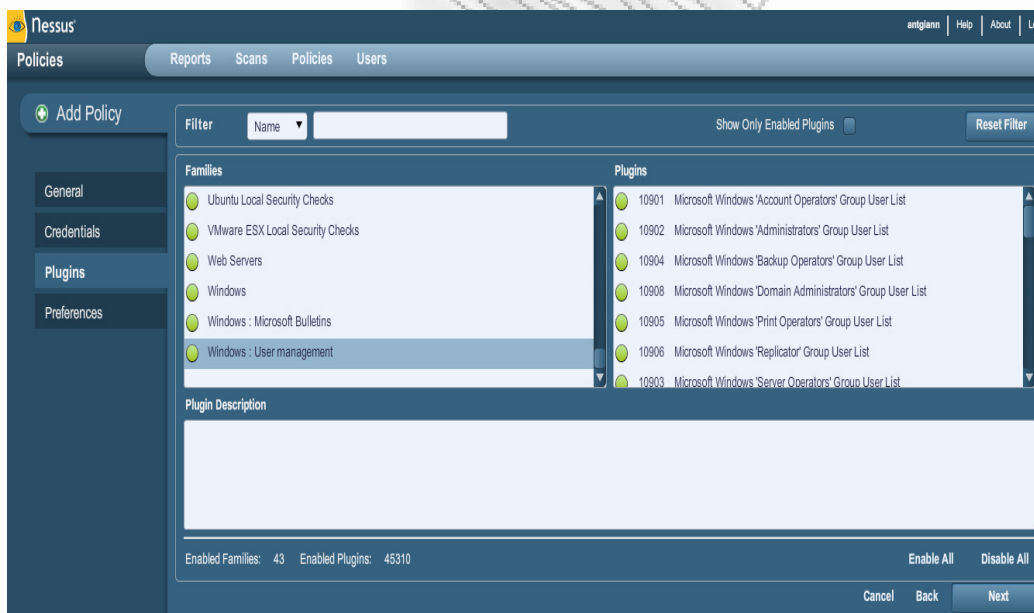 Nessus
antgiann Help About
Policies
Reports Scans Policies Users
Add Policy
General
Credentials
Plugins
Preferences
Filter Name Show Only Enabled Plugins Reset Filter
Families
Ubuntu Local Security Checks
VMware ESX Local Security Checks
Web Servers
Windows
Windows : Microsoft Bulletins
Windows : User management
Plugins
10901 Microsoft Windows 'Account Operators' Group User List
10902 Microsoft Windows 'Administrators' Group User List
10904 Microsoft Windows 'Backup Operators' Group User List
10908 Microsoft Windows 'Domain Administrators' Group User List
10905 Microsoft Windows 'Print Operators' Group User List
10906 Microsoft Windows 'Replicator' Group User List
10903 Microsoft Windows 'Server Operators' Group User List
Plugin Description
Enabled Families: 43 Enabled Plugins: 45310
Enable All Disable All
Cancel Back Next